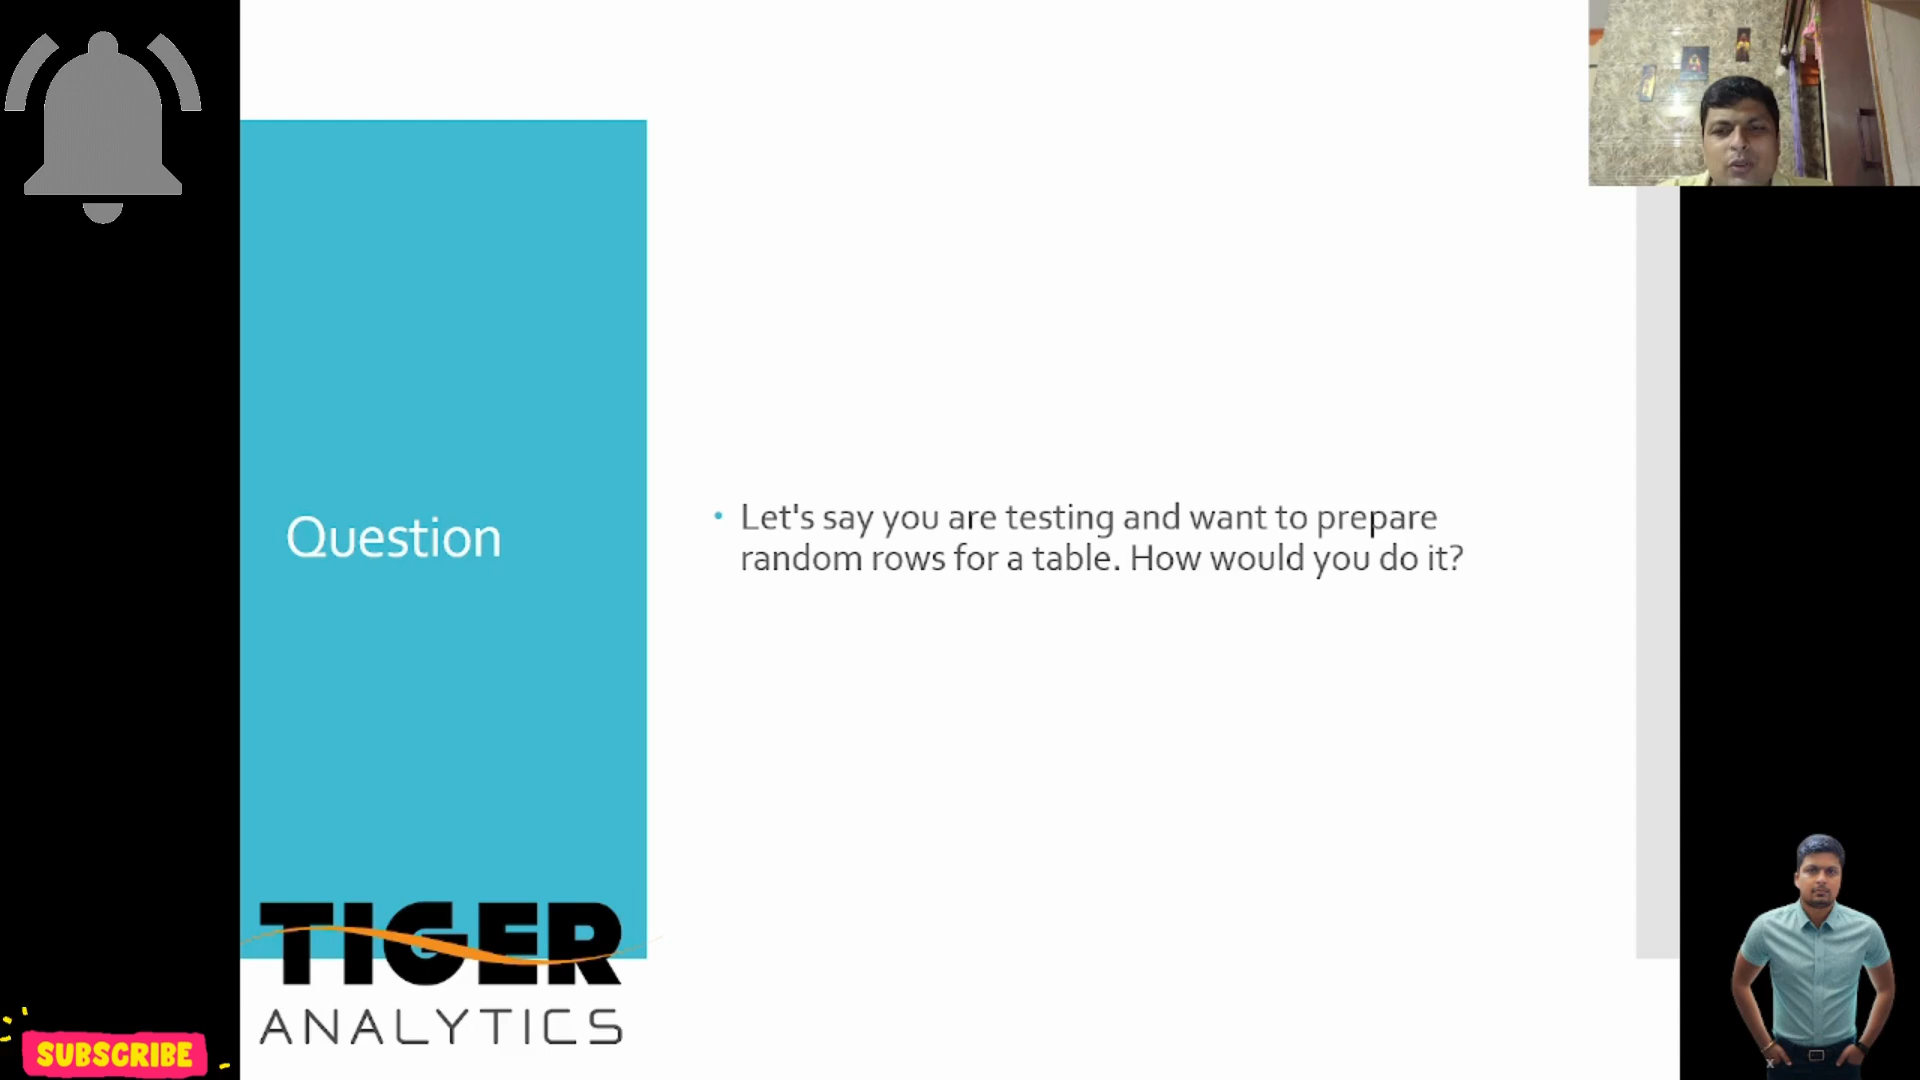 Question
Let's say you are testing and want to prepare
random rows for a table. How would you do it?
TIGER
ANALYTICS
SUBSCRIBE
x